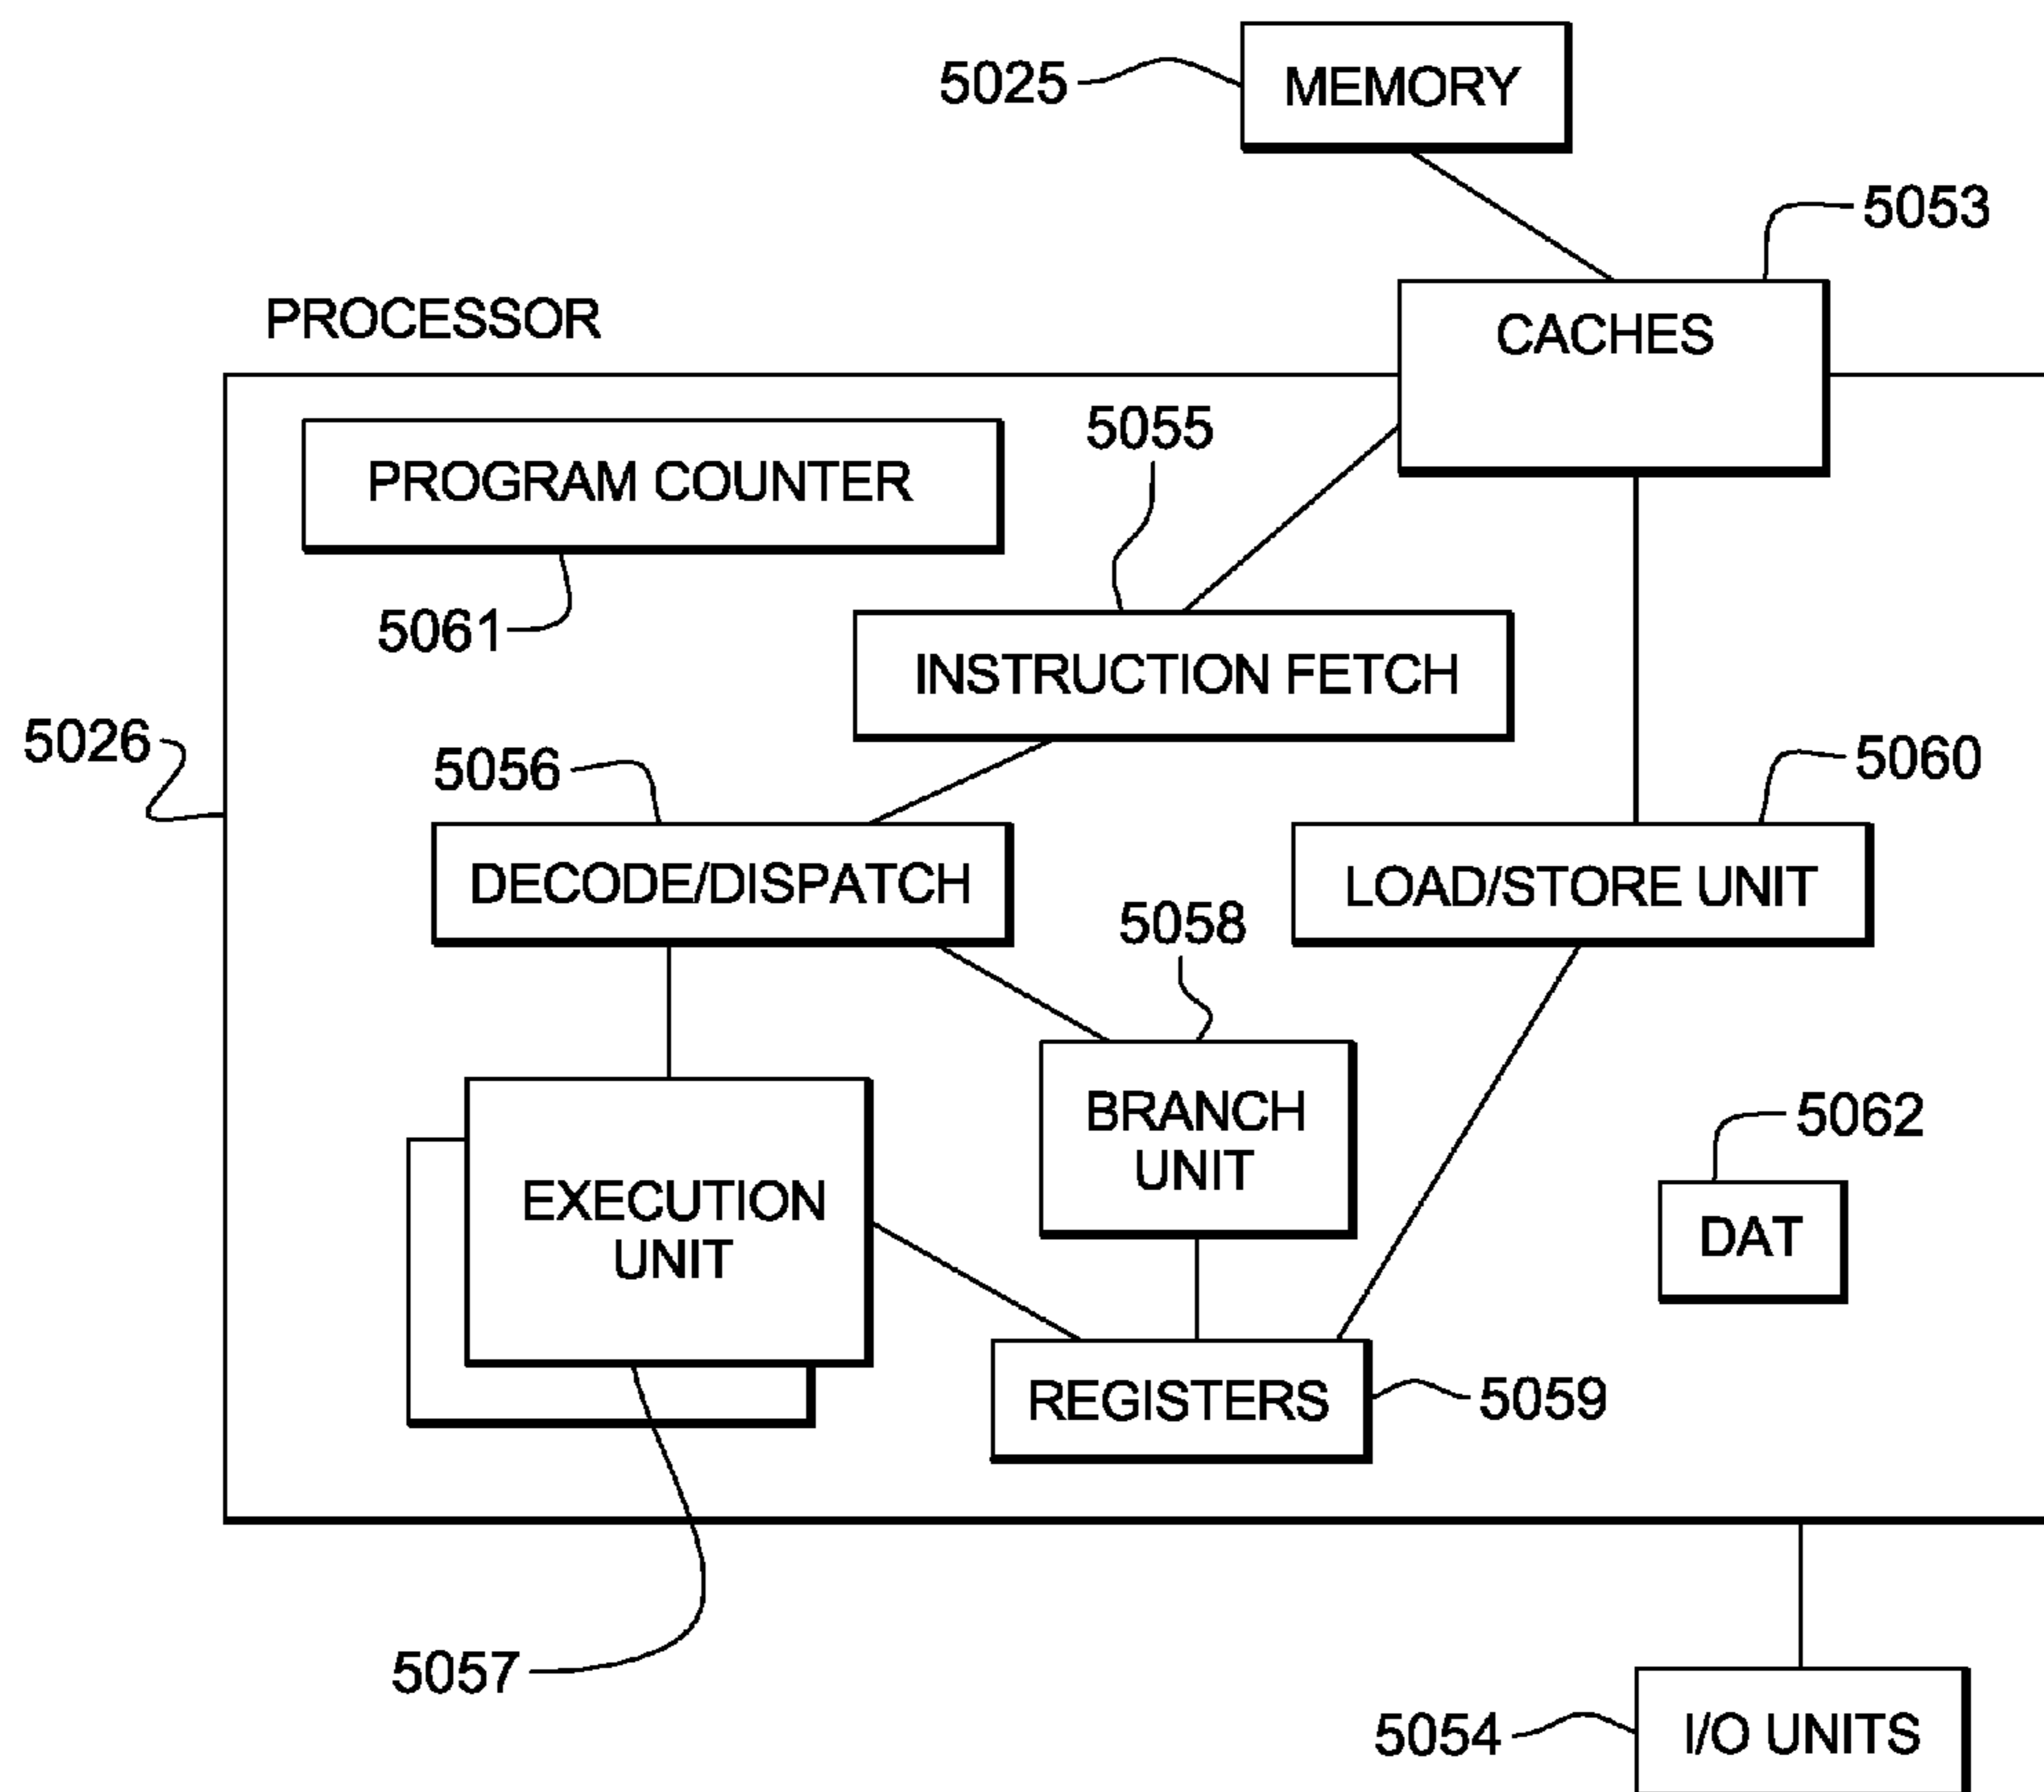 5025
MEMORY
5053
PROCESSOR
CACHES
5055
PROGRAM COUNTER
5061
INSTRUCTION FETCH
5026
5056
5060
DECODE/DISPATCH
LOAD/STORE UNIT
5058
BRANCH
UNIT
5062
EXECUTION
UNIT
DAT
REGISTERS
5059
5057
5054
I/O UNITS